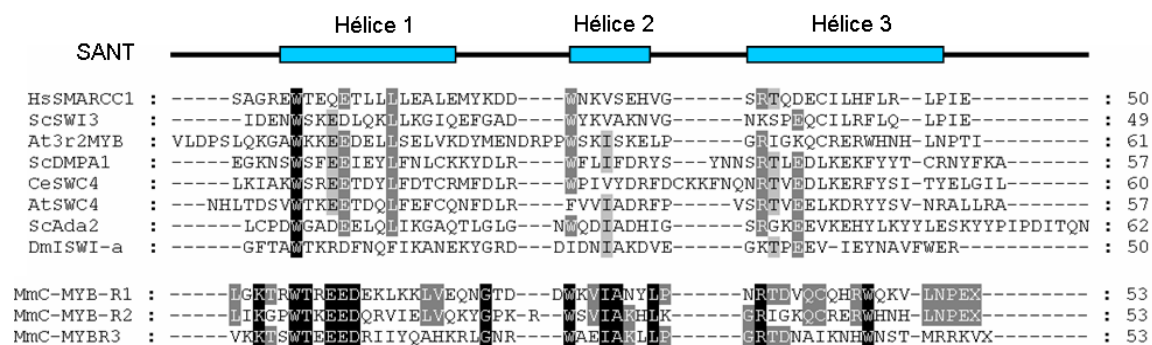 Hélice 1 Hélice 2 Hélice 3
SANT
HsSMARCC1 : -----SAGREWTEQETLLLLEALEMYKDD----WNKVSEHVG------SRTQDECILHFLR--LPIE------- : 50
ScSWI3 : -----IDENWSKEDLQKLLKGIQEFGAD-----WYKVAKNVG------NKSPEQCILRFLQ--LPIE------- : 49
At3r2MYB : VLDPSLQKGAWKKEEDELLSELVKDYMENDRPPWSKISKELP------GRIGKQCRERWHNH-LNPTI------ : 61
ScDMPA1 : -----EGKNSWSFEEIEYLFNLCKKYDLR----WFLIFDRYS---YNNSRTLEDLKEKFYYT-CRNYFKA---- : 57
CeSWC4 : -----LKIAKWSREETDYLFDTCRMFDLR----WPIVYDRFDCKKFNQNRTVEDLKERFYSI-TYELGIL---- : 60
AtSWC4 : ---NHLTDSVWTKEETDQLFEFCQNFDLR----FVVIADRFP------VSRTVEELKDRYYSV-NRALLRA---- : 57
ScAda2 : ------LCPDWGADEELQLIKGAQTLGLG---NWQDIADHIG------SRGKEEVKEHYLKYYLESKYYPIPDITQN : 62
DmISWI-a : -----GFTAWTKRDFNQFIKANEKYGRD---DIDNIAKDVE------GKTPEEV-IEYNAVFWER--------- : 50
MmC-MYB-R1 : -----LGKTRWTREEDEKLKKLVEQNGTD---DWKVIANYLP------NRTDVQCQHRWQKV-LNPEX------ : 53
MmC-MYB-R2 : -----LIKGPWTKEEDQRVIELVQKYGPK-R--WSVIAKHLK------GRIGKQCRERWHNH-LNPEX------ : 53
MmC-MYBR3 : -----VKKTSWTEEEDRIIYQAHKRLGNR----WAEIAKLLP------GRTDNAIKNHWNST-MRRKVX----- : 53